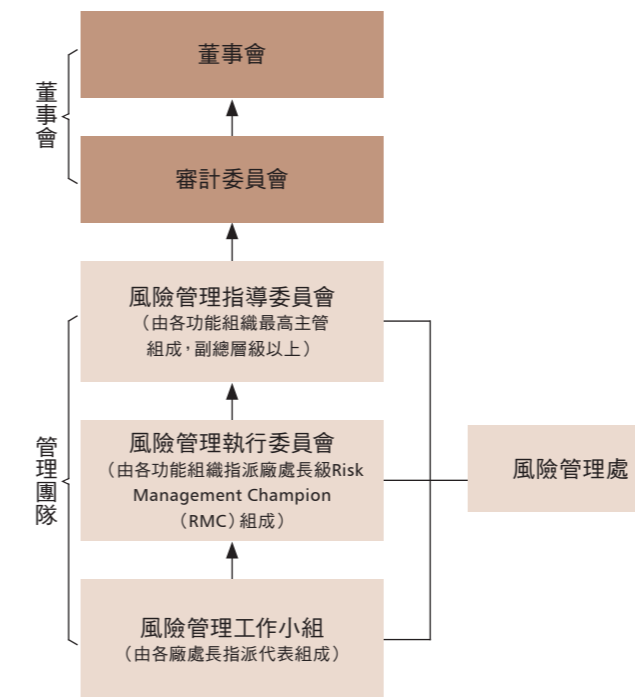 董事會
董事會
審計委員會
管理團隊
風險管理指導委員會
（由各功能組織最高主管
組成，副總層級以上）
風險管理執行委員會
（由各功能組織指派廠處長級Risk
Management Champion
（RMC）組成）
風險管理工作小組
（由各廠處長指派代表組成）
風險管理處